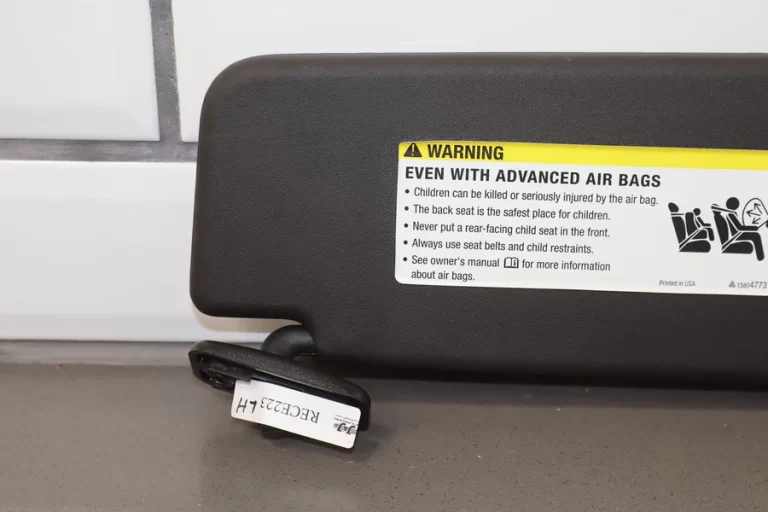 WARNING
EVEN WITH ADVANCED AIR BAGS
• Children can be killed or seriously injured by the air bag.
• The back seat is the safest place for children.
• Never put a rear-facing child seat in the front.
• Always use seat belts and child restraints.
• See owner's manual for more information
about air bags.
Printed in USA
15804773
RECE223 LH